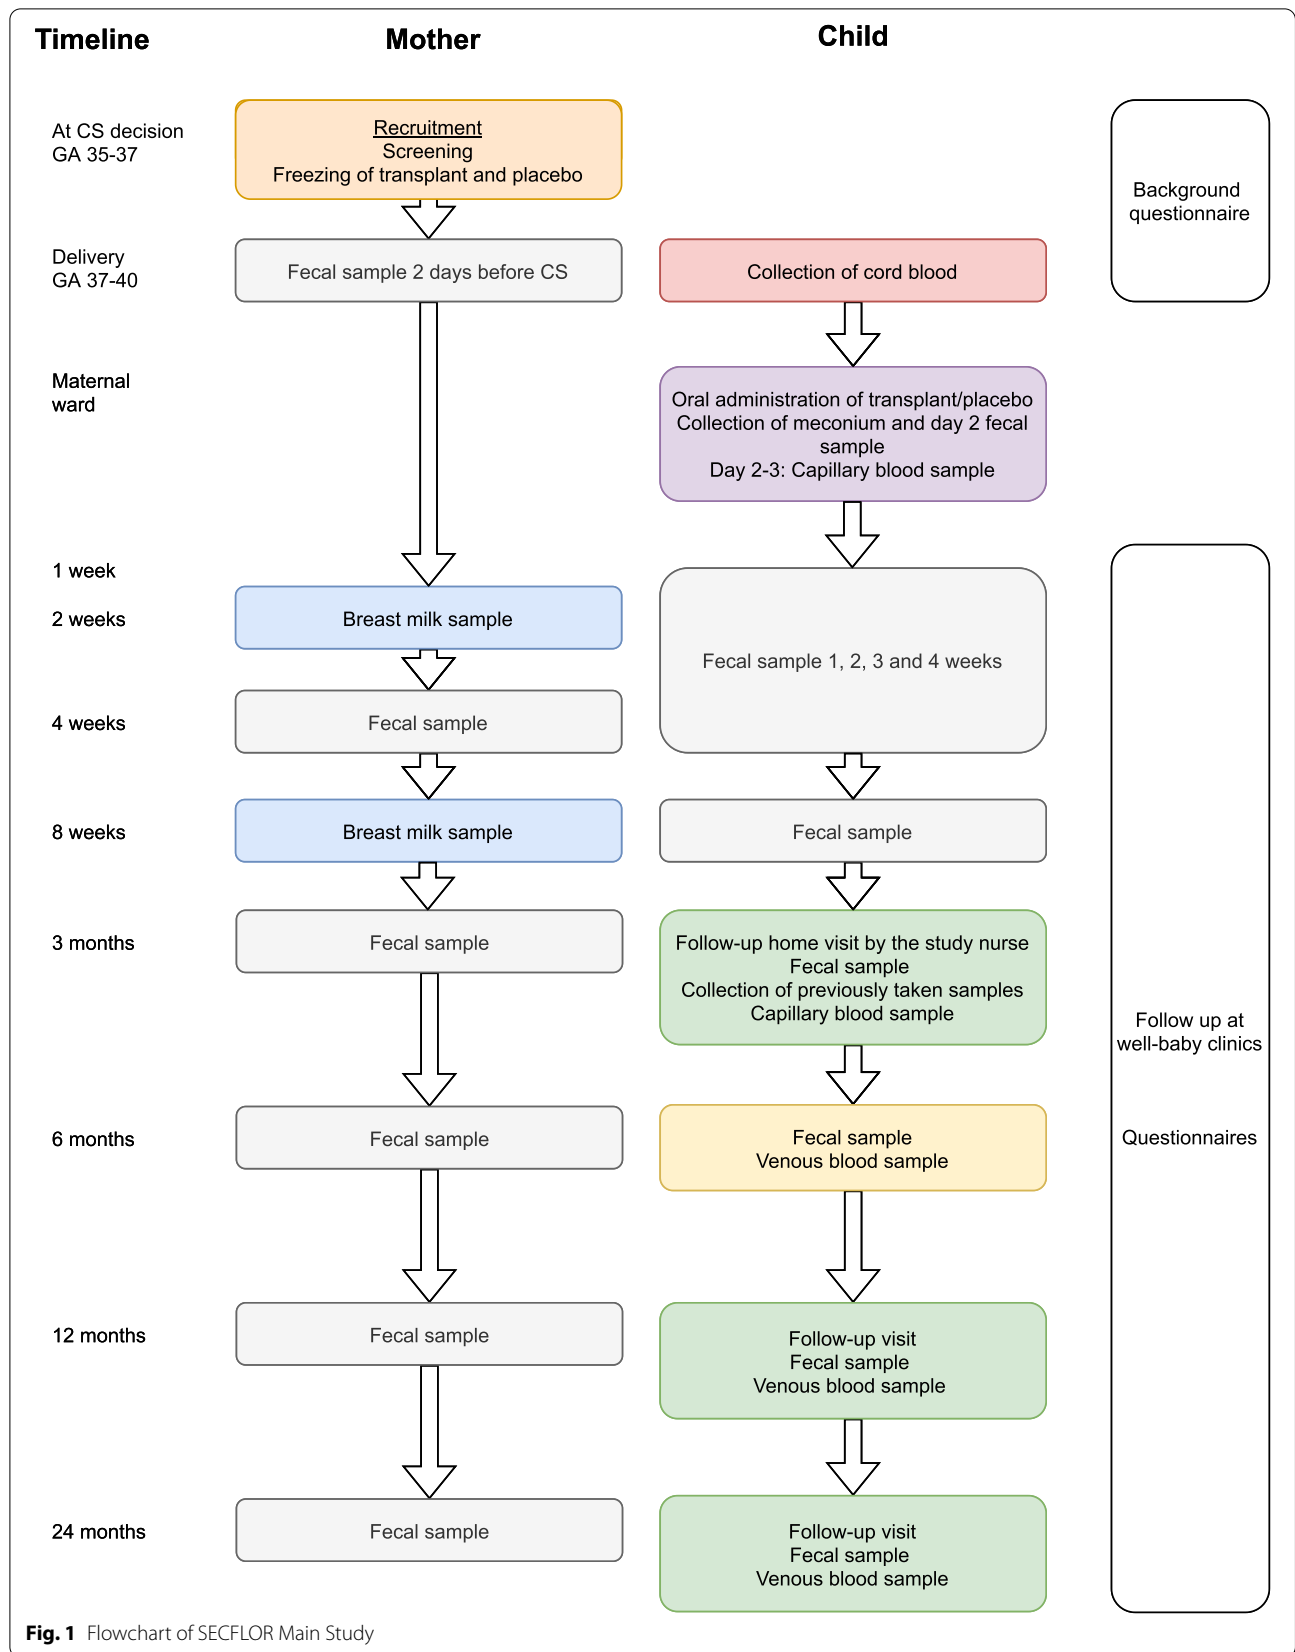 Timeline
Mother
Child
At CS decision
GA 35-37
Recruitment
Screening
Freezing of transplant and placebo
Background
questionnaire
Delivery
GA 37-40
Fecal sample 2 days before CS
Collection of cord blood
Maternal
ward
Oral administration of transplant/placebo
Collection of meconium and day 2 fecal
sample
Day 2-3: Capillary blood sample
1 week
2 weeks
Breast milk sample
Fecal sample 1, 2, 3 and 4 weeks
4 weeks
Fecal sample
8 weeks
Breast milk sample
Fecal sample
3 months
Fecal sample
Follow-up home visit by the study nurse
Fecal sample
Collection of previously taken samples
Capillary blood sample
Follow up at
well-baby clinics
Questionnaires
6 months
Fecal sample
Fecal sample
Venous blood sample
12 months
Fecal sample
Follow-up visit
Fecal sample
Venous blood sample
24 months
Fecal sample
Follow-up visit
Fecal sample
Venous blood sample
Fig. 1 Flowchart of SECFLOR Main Study